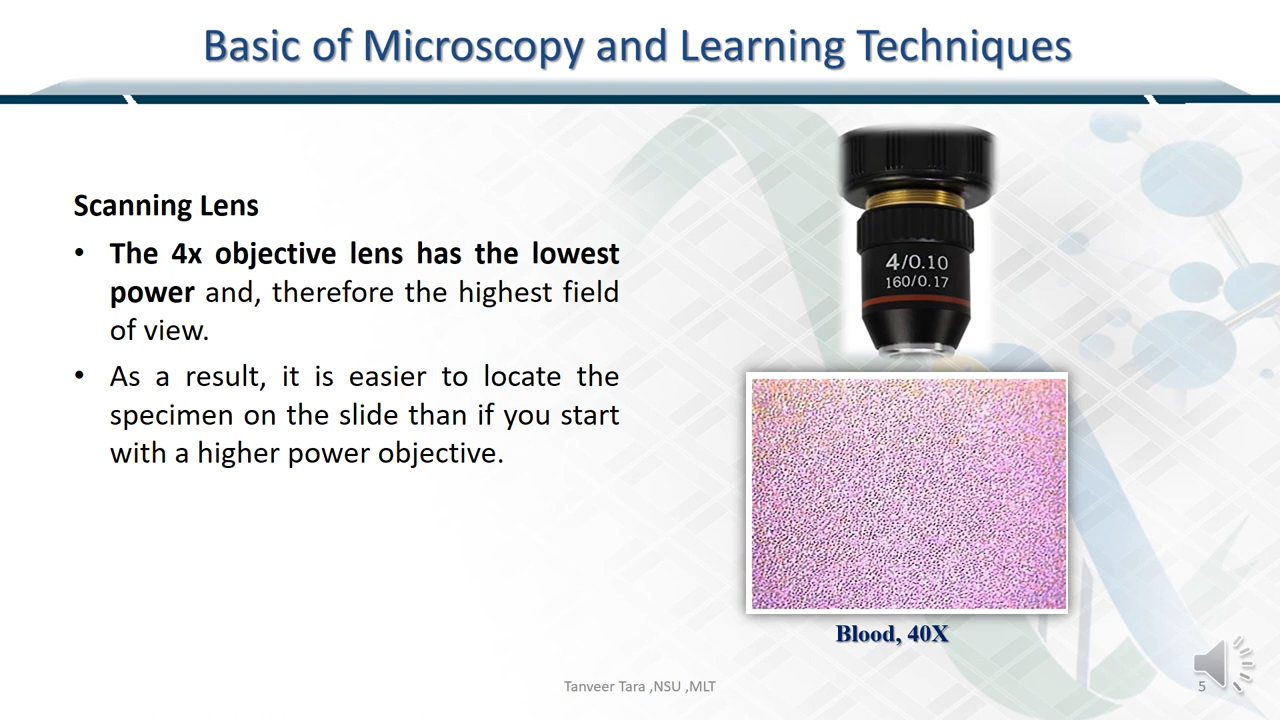 Basic of Microscopy and Learning Techniques
Scanning Lens
• The 4x objective lens has the lowest
power and, therefore the highest field
of view.
• As a result, it is easier to locate the
specimen on the slide than if you start
with a higher power objective.
4/0.10
160/0.17
Blood, 40X
Tanveer Tara ,NSU ,MLT
5